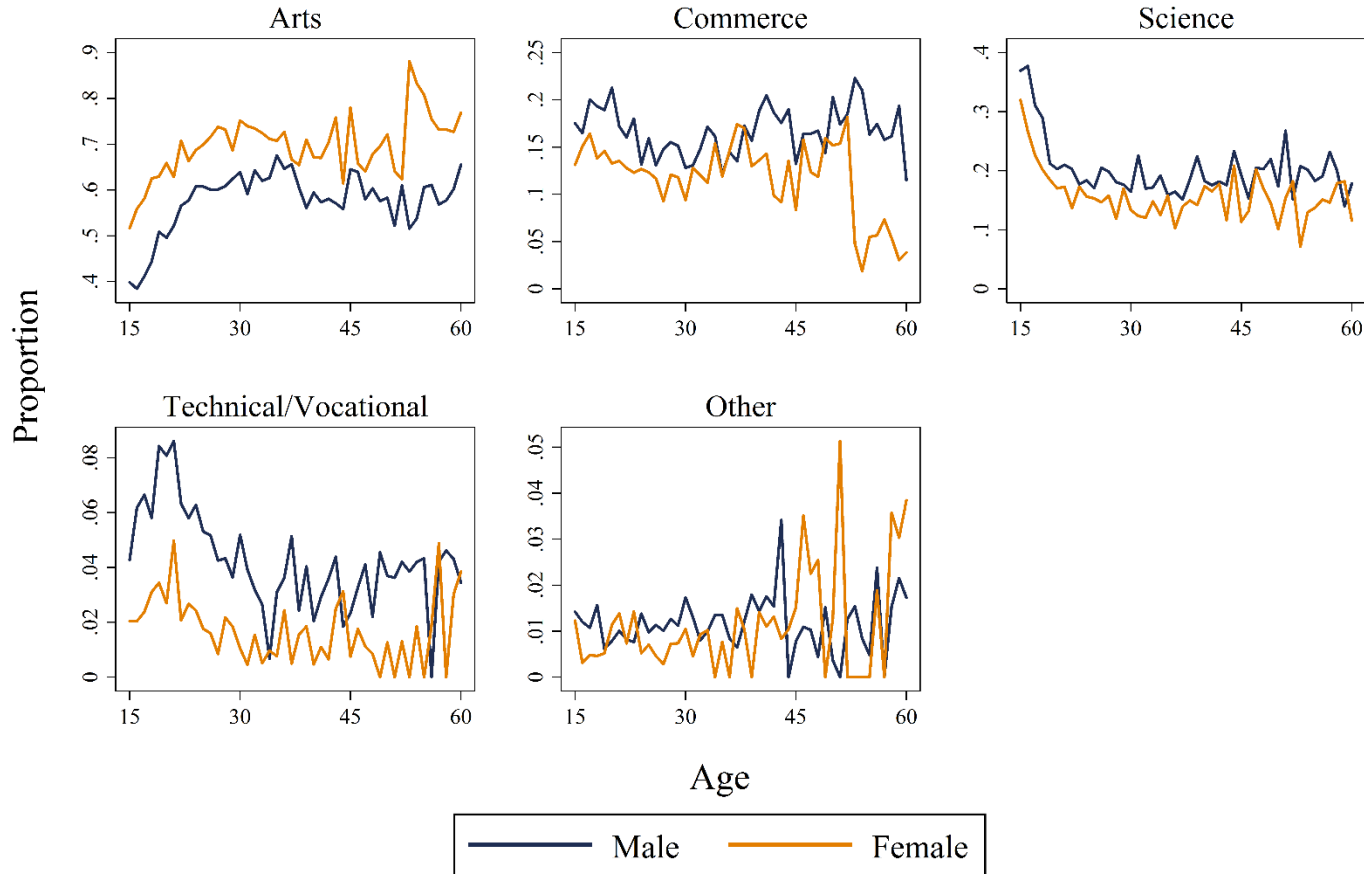 Arts
Commerce
Science
.9
.8
.7
.6
.5
.4
15 30 45 60
.25
.2
.15
.1
.05
0
15 30 45 60
.4
.3
.2
.1
0
15 30 45 60
Proportion
Technical/Vocational
Other
.08
.06
.04
.02
0
15 30 45 60
.05
.04
.03
.02
.01
0
15 30 45 60
Age
Male Female